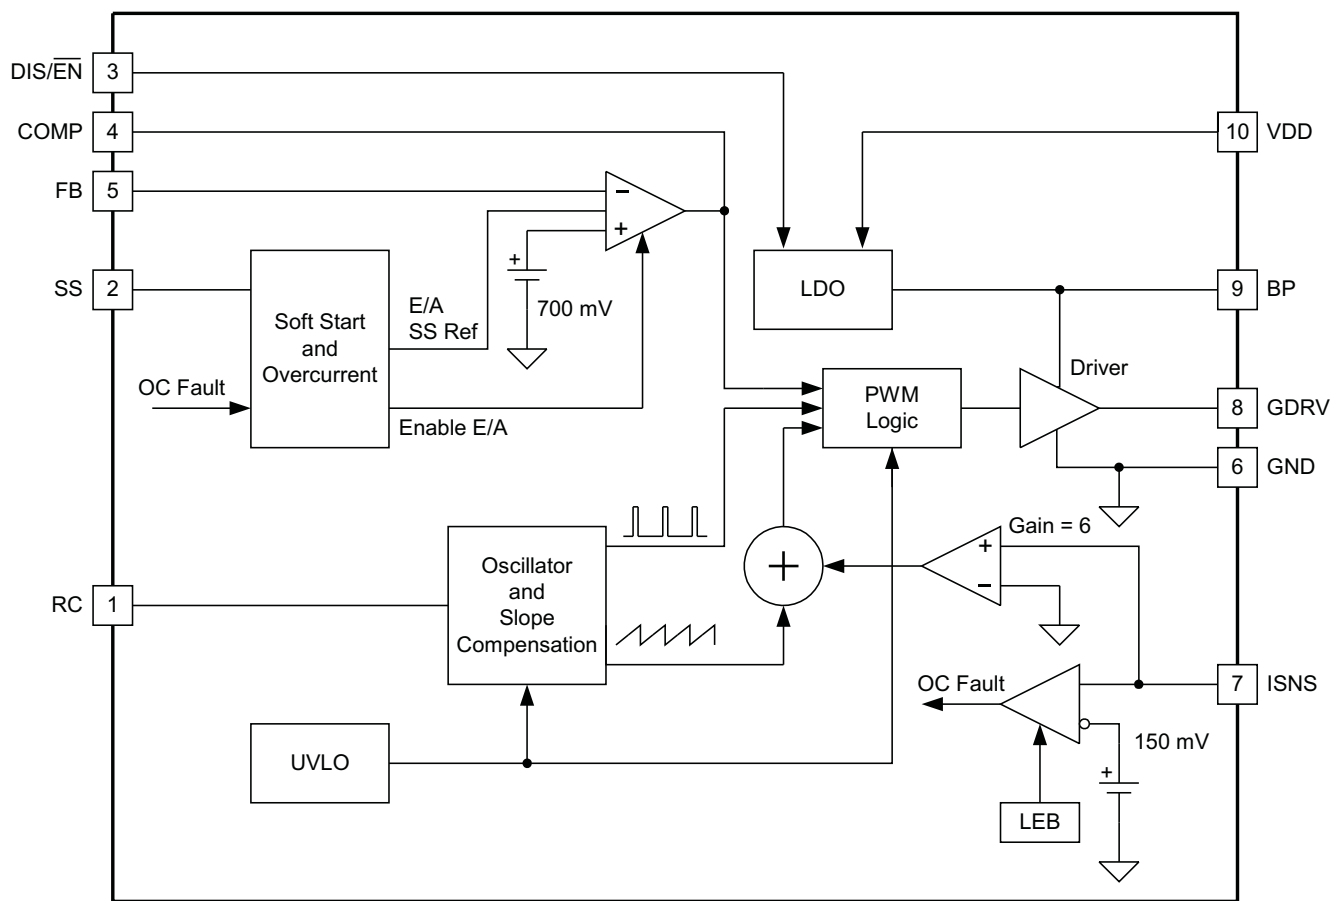 DIS/EN 3
COMP 4
10 VDD
FB 5
−
+
SS 2
+
700 mV
LDO
9 BP
E/A
SS Ref
Soft Start
and
Overcurrent
OC Fault
Enable E/A
Driver
PWM
Logic
8 GDRV
6 GND
Gain = 6
+
−
+
Oscillator
and
Slope
Compensation
RC 1
OC Fault
7 ISNS
150 mV
+
UVLO
LEB